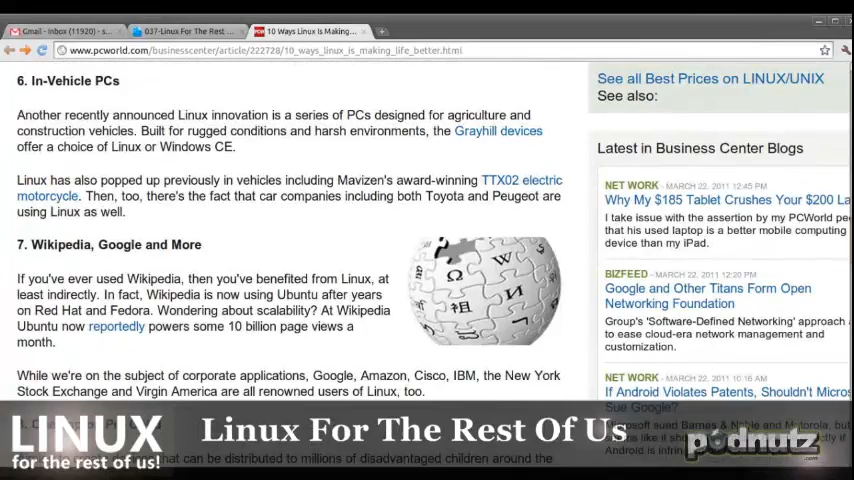 Gmail - Inbox (11920) - s...
037-Linux For The Rest ...
10 Ways Linux Is Making...
www.pcworld.com/businesscenter/article/222728/10_ways_linux_is_making_life_better.html
6. In-Vehicle PCs
Another recently announced Linux innovation is a series of PCs designed for agriculture and
construction vehicles. Built for rugged conditions and harsh environments, the Grayhill devices
offer a choice of Linux or Windows CE.
Linux has also popped up previously in vehicles including Mavizen's award-winning TTX02 electric
motorcycle. Then, too, there's the fact that car companies including both Toyota and Peugeot are
using Linux as well.
7. Wikipedia, Google and More
If you've ever used Wikipedia, then you've benefited from Linux, at
least indirectly. In fact, Wikipedia is now using Ubuntu after years
on Red Hat and Fedora. Wondering about scalability? At Wikipedia
Ubuntu now reportedly powers some 10 billion page views a
month.
Ω W И 祖
While we're on the subject of corporate applications, Google, Amazon, Cisco, IBM, the New York
Stock Exchange and Virgin America are all renowned users of Linux, too.
that can be distributed to millions of disadvantaged children around the
See all Best Prices on LINUX/UNIX
See also:
Latest in Business Center Blogs
NET WORK - MARCH 22, 2011 12:45 PM
Why My $185 Tablet Crushes Your $200 La
I take issue with the assertion by my PCWorld pe
that his used laptop is a better mobile computing
device than my iPad.
BIZFEED - MARCH 22, 2011 12:20 PM
Google and Other Titans Form Open
Networking Foundation
Group's 'Software-Defined Networking' approach
to ease cloud-era network management and
customization.
NET WORK - MARCH 22, 2011 10:16 AM
If Android Violates Patents, Shouldn't Micros
Sue Google?
Microsoft sued Barnes & Noble and Motorola, but
Android is
LINUX
for the rest of us!
Linux For The Rest Of Us
podnutz
.com